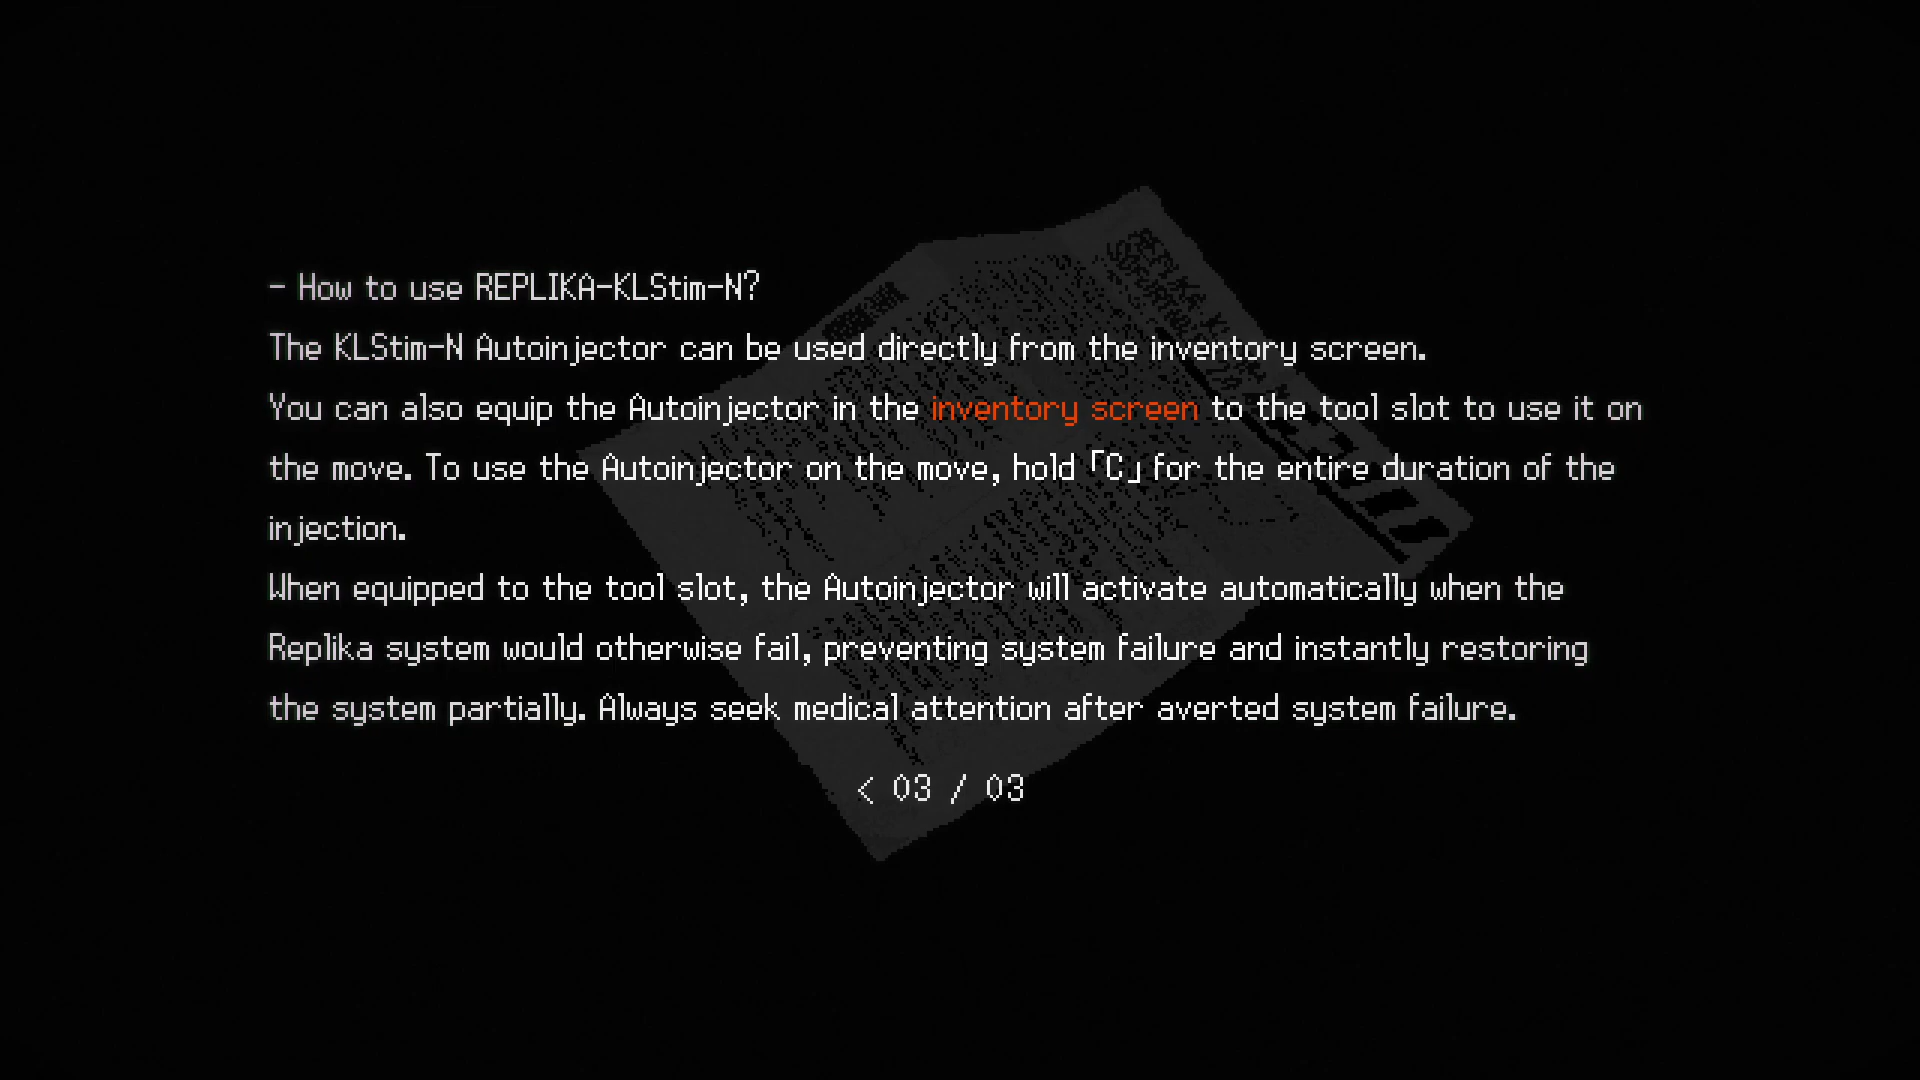 - How to use REPLIKA-KLStim-N?
The KLStim-N Autoinjector can be used directly from the inventory screen.
You can also equip the Autoinjector in the inventory screen to the tool slot to use it on
the move. To use the Autoinjector on the move, hold「C」for the entire duration of the
injection.
When equipped to the tool slot, the Autoinjector will activate automatically when the
Replika system would otherwise fail, preventing system failure and instantly restoring
the system partially. Always seek medical attention after averted system failure.
< 03 / 03